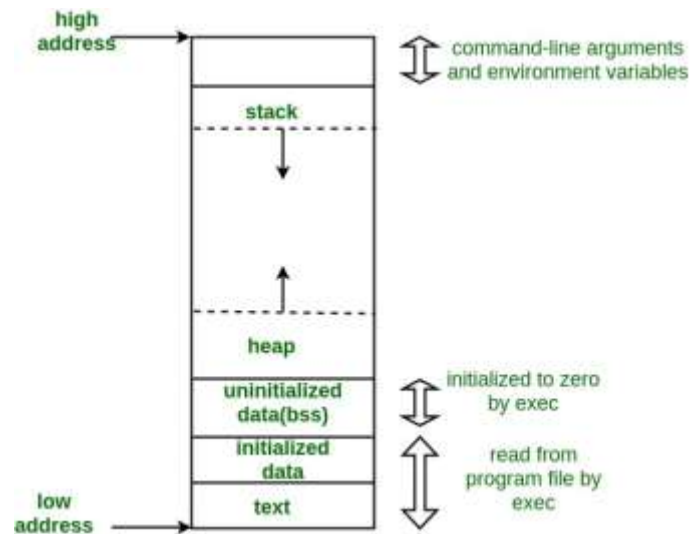 high
address
command-line arguments
and environment variables
stack
heap
uninitialized
data(bss)
initialized to zero
by exec
initialized
data
read from
program file by
exec
text
low
address